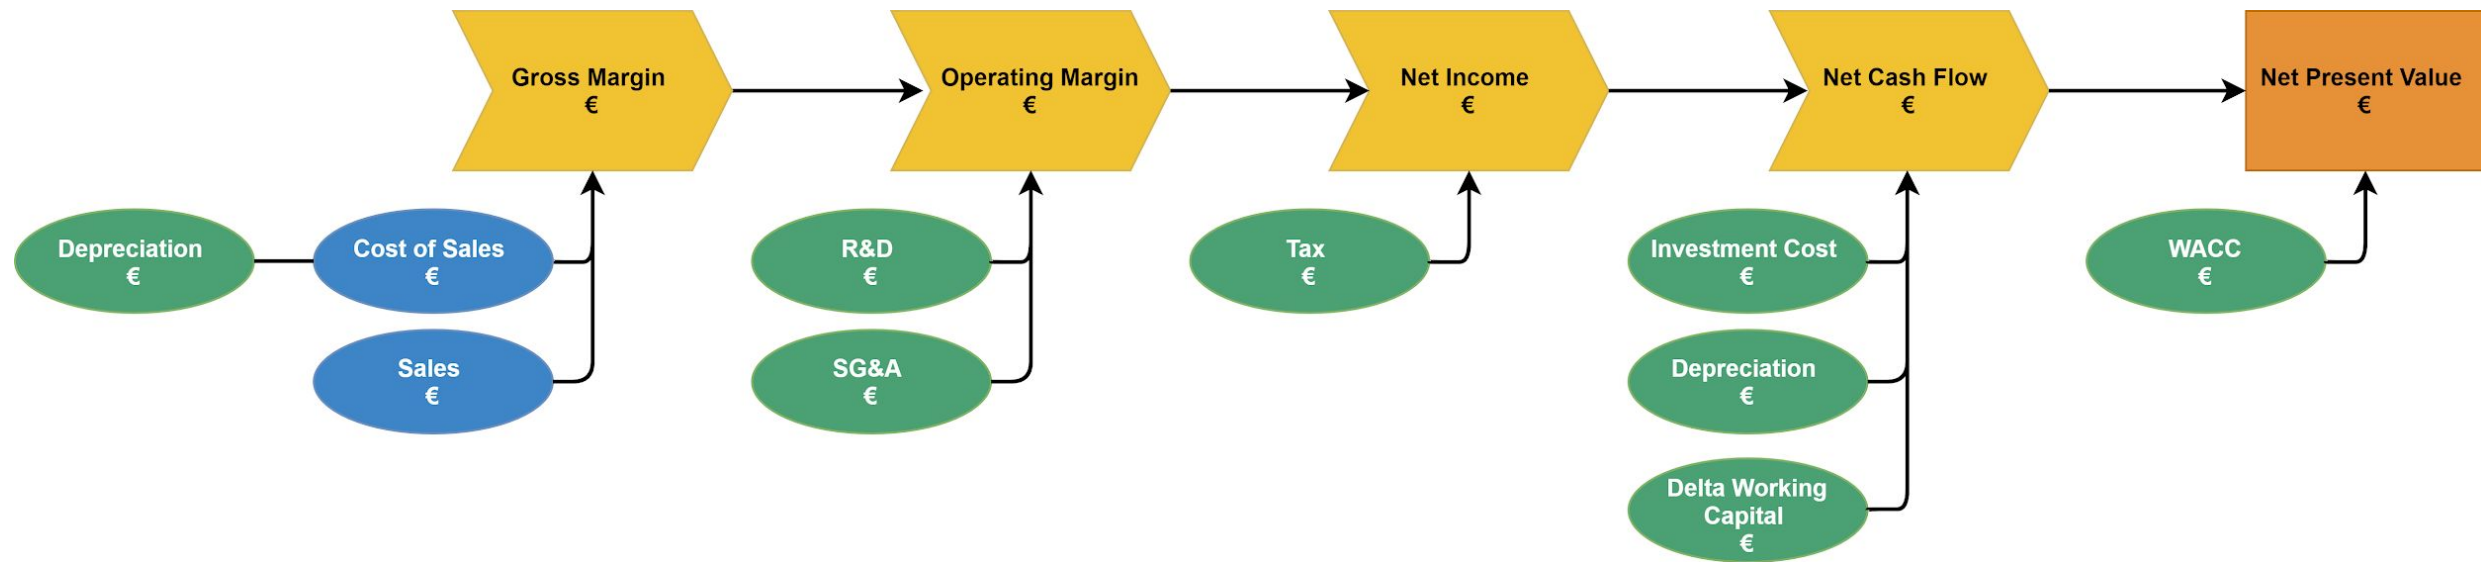 Gross Margin
€
Operating Margin
€
Net Income
€
Net Cash Flow
€
Net Present Value
€
Depreciation
€
Cost of Sales
€
R&D
€
Tax
€
Investment Cost
€
WACC
€
Sales
€
SG&A
€
Depreciation
€
Delta Working
Capital
€